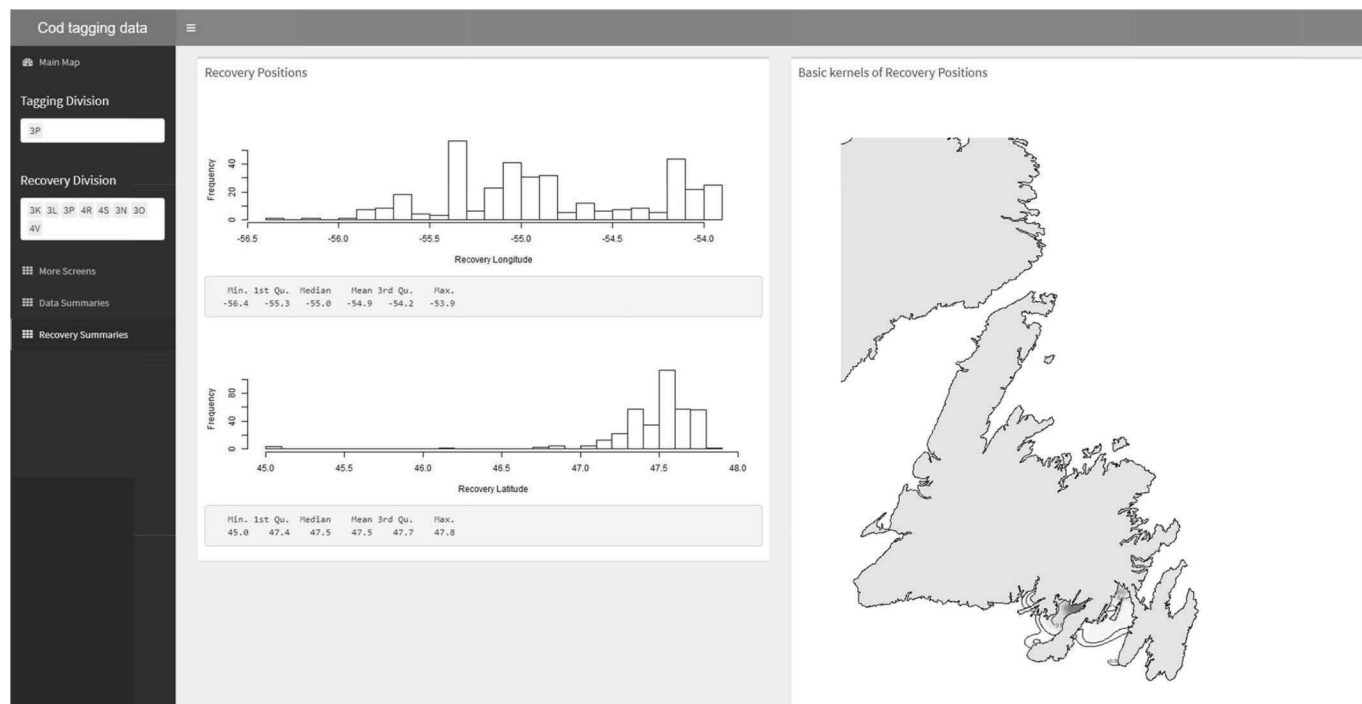 Cod tagging data
Main Map
Tagging Division
3P
Recovery Division
3K 3L 3P 4R 4S 3N 3O
4V
More Screens
Data Summaries
Recovery Summaries
Recovery Positions
Frequency
0 20 40
-56.5 -56.0 -55.5 -55.0 -54.5 -54.0
Recovery Longitude
Min. 1st Qu. Median Mean 3rd Qu. Max.
-56.4 -55.3 -55.0 -54.9 -54.2 -53.9
Frequency
0 40 80
45.0 45.5 46.0 46.5 47.0 47.5 48.0
Recovery Latitude
Min. 1st Qu. Median Mean 3rd Qu. Max.
45.0 47.4 47.5 47.5 47.7 47.8
Basic kernels of Recovery Positions